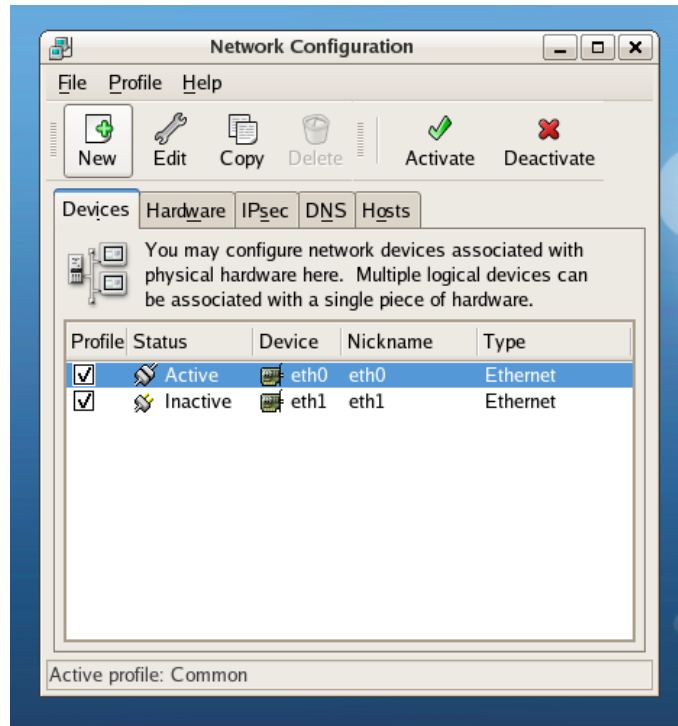 Network Configuration
File Profile Help
New Edit Copy Delete Activate Deactivate
Devices Hardware IPsec DNS Hosts
You may configure network devices associated with
physical hardware here. Multiple logical devices can
be associated with a single piece of hardware.
Profile Status Device Nickname Type
Active eth0 eth0 Ethernet
Inactive eth1 eth1 Ethernet
Active profile: Common